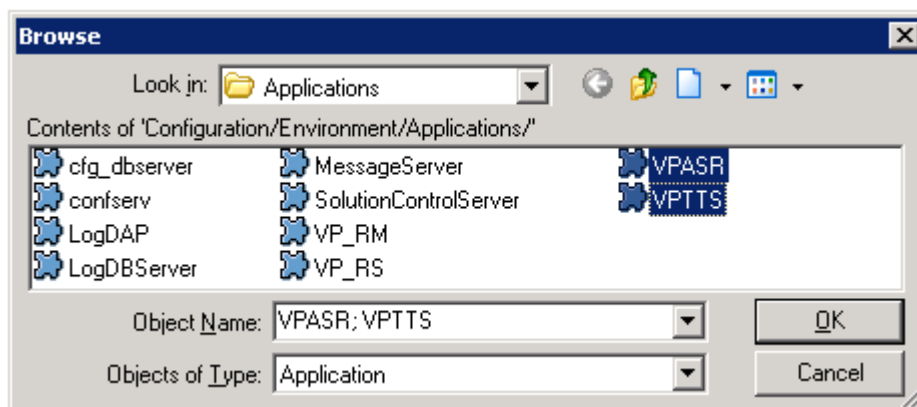 Browse
Look in: Applications
Contents of 'Configuration/Environment/Applications/'
cfg_dbserver MessageServer VPASR
confserv SolutionControlServer VPTTS
LogDAP VP_RM
LogDBServer VP_RS
Object Name: VPASR; VPTTS OK
Objects of Type: Application Cancel